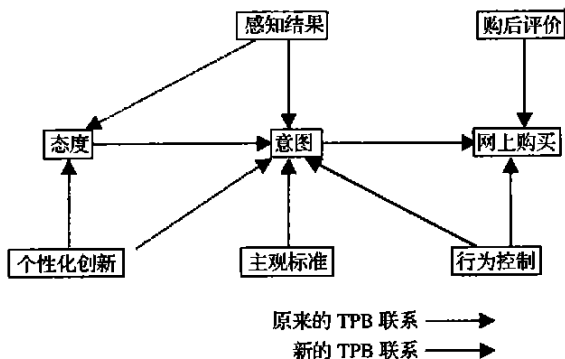 感知结果
购后评价
态度
意图
网上购买
个性化创新
主观标准
行为控制
原来的 TPB 联系
新的 TPB 联系